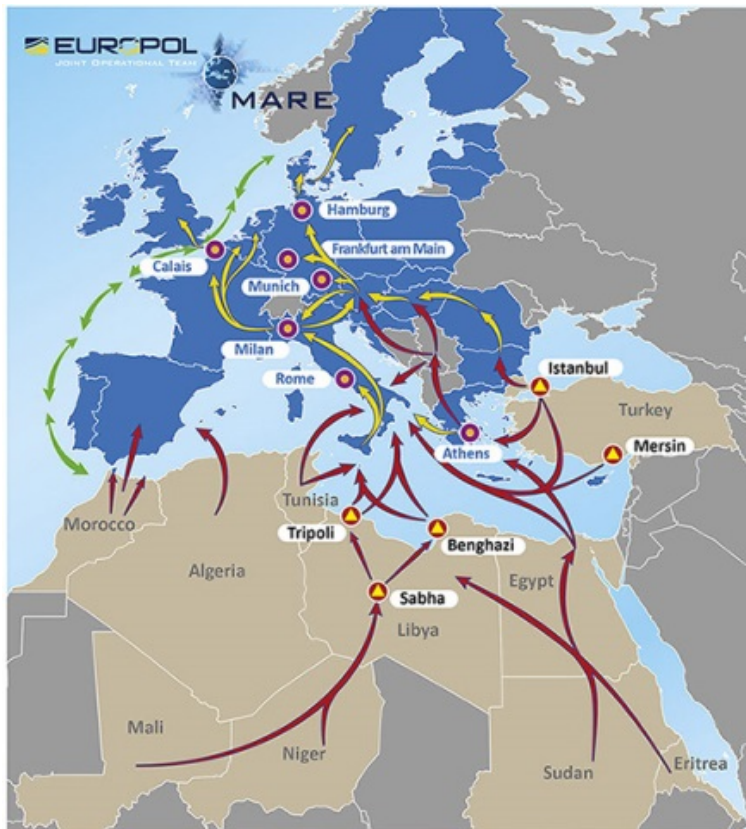 EUROPOL
JOINT OPERATIONAL TEAM
MARE
Hamburg
Frankfurt am Main
Calais
Munich
Milan
Rome
Istanbul
Turkey
Athens
Mersin
Tunisia
Morocco
Tripoli
Benghazi
Algeria
Egypt
Sabha
Libya
Mali
Niger
Sudan
Eritrea